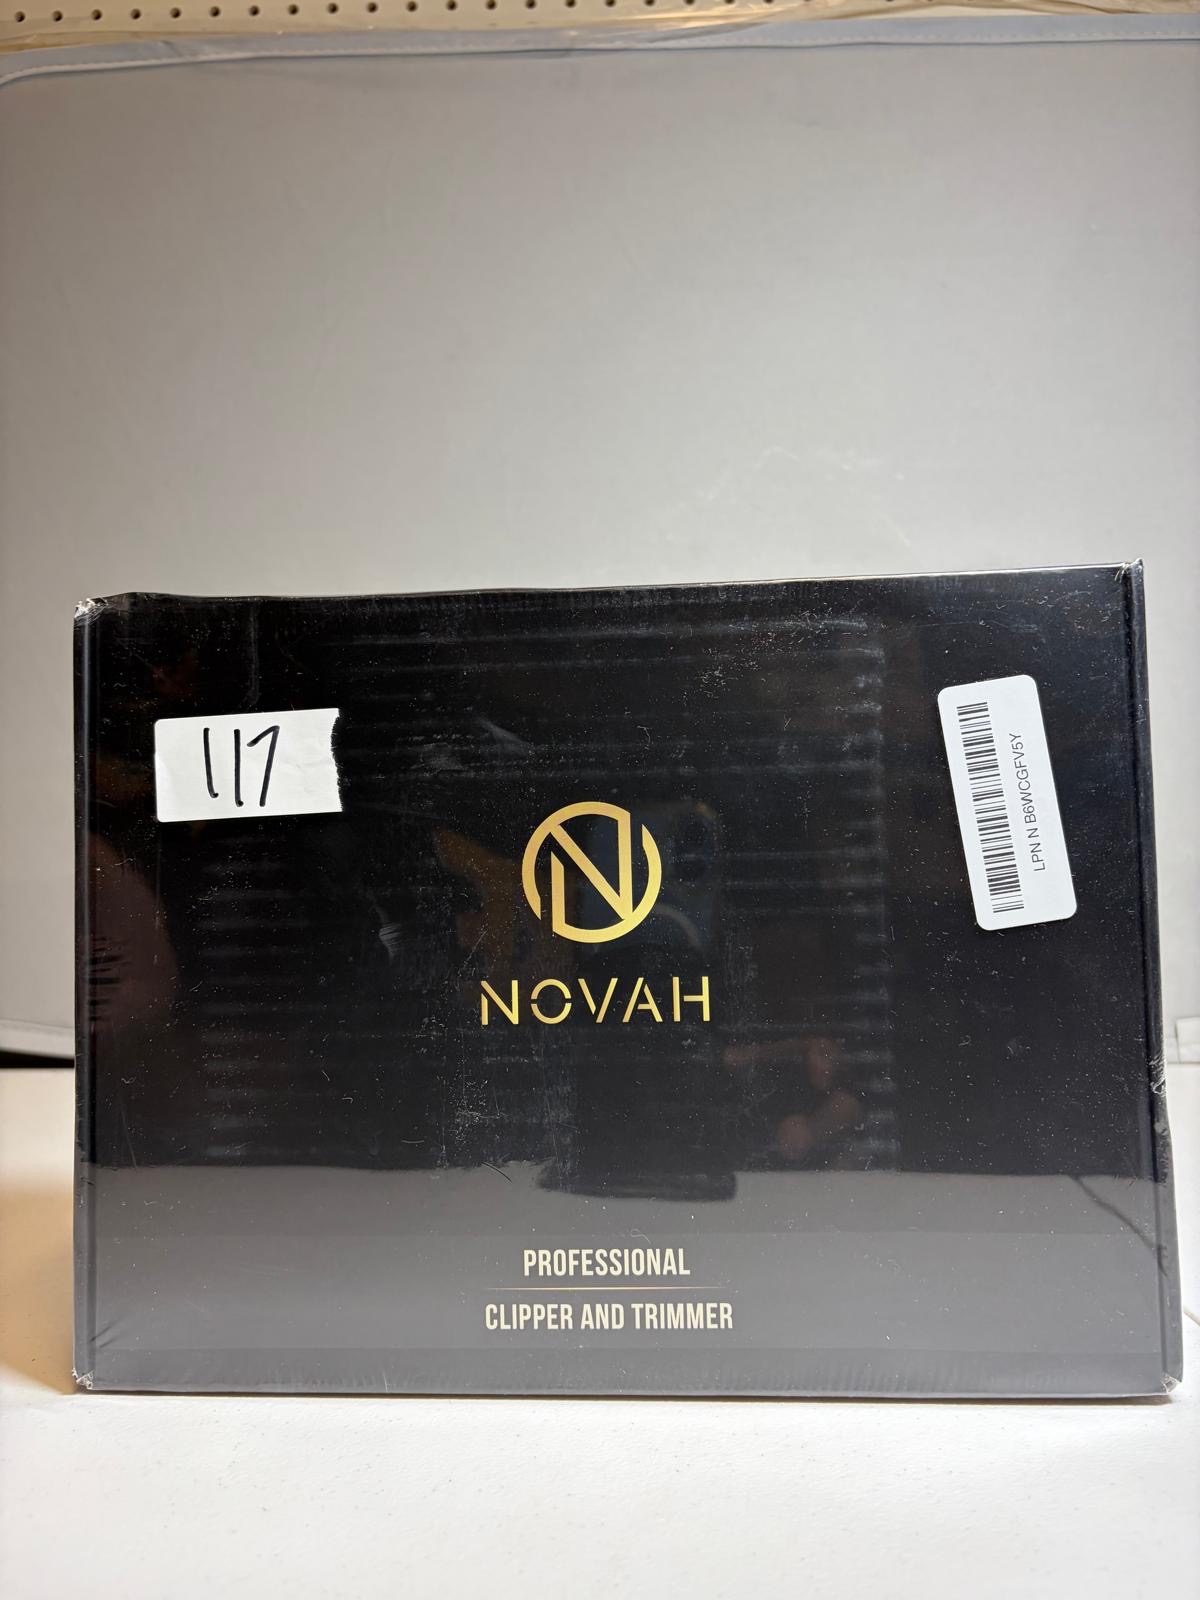 117
LPN N B6WCGFV5Y
N
NOVAH
PROFESSIONAL
CLIPPER AND TRIMMER